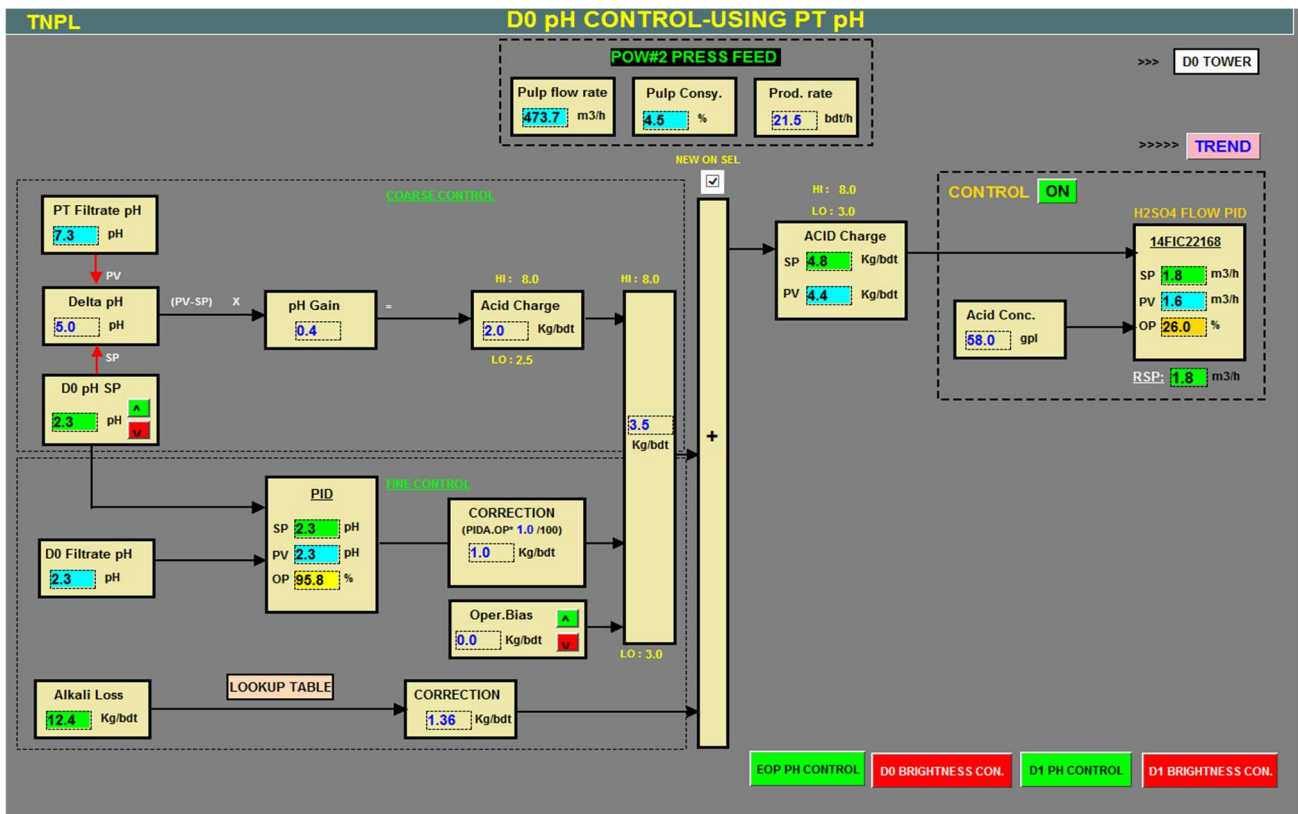 TNPL
D0 pH CONTROL-USING PT pH
POW#2 PRESS FEED
>>> D0 TOWER
Pulp flow rate
473.7 m3/h
Pulp Consy.
4.5 %
Prod. rate
21.5 bdt/h
>>>>> TREND
NEW ON SEL
COARSE CONTROL
PT Filtrate pH
7.3 pH
PV
Delta pH
5.0 pH
(PV-SP) X
SP
D0 pH SP
2.3 pH
^
v
pH Gain
0.4
=
HI : 8.0
Acid Charge
2.0 Kg/bdt
LO : 2.5
HI : 8.0
3.5
Kg/bdt
LO : 3.0
+
HI : 8.0
LO : 3.0
ACID Charge
SP 4.8 Kg/bdt
PV 4.4 Kg/bdt
CONTROL ON
H2SO4 FLOW PID
14FIC22168
SP 1.8 m3/h
PV 1.6 m3/h
OP 26.0 %
RSP: 1.8 m3/h
Acid Conc.
58.0 gpl
FINE CONTROL
PID
SP 2.3 pH
PV 2.3 pH
OP 95.8 %
D0 Filtrate pH
2.3 pH
CORRECTION
(PIDA.OP* 1.0 /100)
1.0 Kg/bdt
Oper.Bias
0.0 Kg/bdt
^
v
Alkali Loss
12.4 Kg/bdt
LOOKUP TABLE
CORRECTION
1.36 Kg/bdt
EOP PH CONTROL
D0 BRIGHTNESS CON.
D1 PH CONTROL
D1 BRIGHTNESS CON.